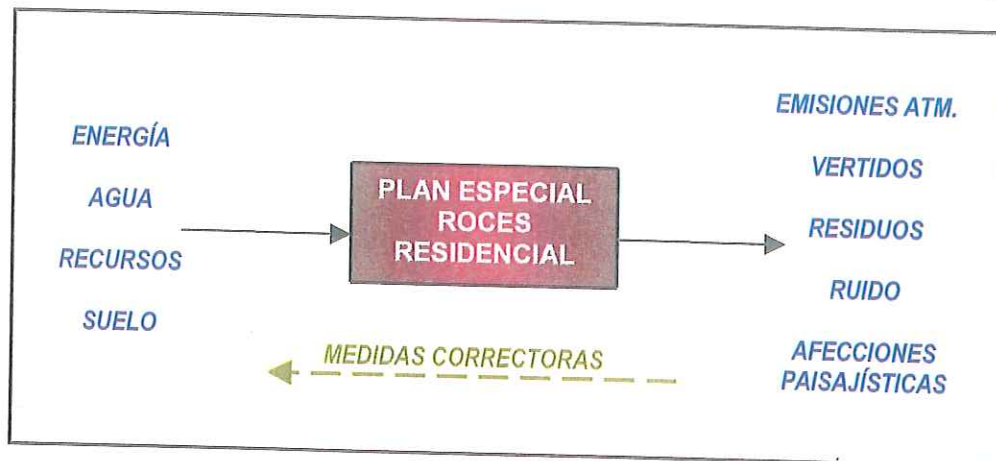 ENERGÍA
AGUA
RECURSOS
SUELO
PLAN ESPECIAL
ROCES
RESIDENCIAL
MEDIDAS CORRECTORAS
EMISIONES ATM.
VERTIDOS
RESIDUOS
RUIDO
AFECCIONES
PAISAJÍSTICAS